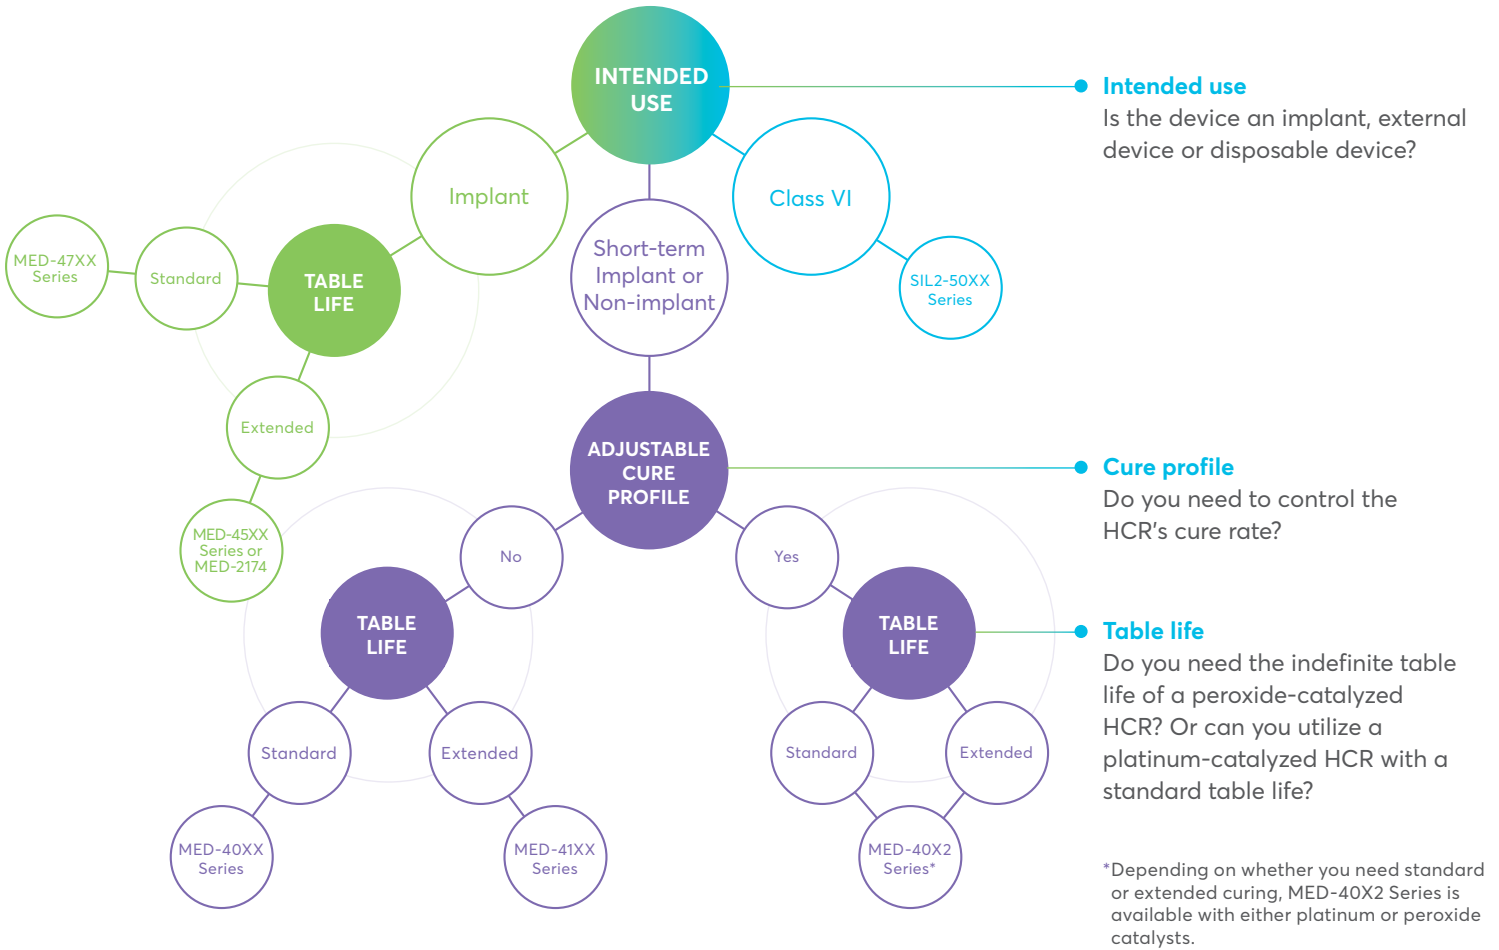 INTENDED
USE
Intended use
Is the device an implant, external
device or disposable device?
Implant
Class VI
Short-term
Implant or
Non-implant
MED-47XX
Series
Standard
TABLE
LIFE
SIL2-50XX
Series
Extended
MED-45XX
Series or
MED-2174
ADJUSTABLE
CURE
PROFILE
Cure profile
Do you need to control the
HCR's cure rate?
No
Yes
TABLE
LIFE
TABLE
LIFE
Table life
Do you need the indefinite table
life of a peroxide-catalyzed
HCR? Or can you utilize a
platinum-catalyzed HCR with a
standard table life?
Standard
Extended
Standard
Extended
MED-40XX
Series
MED-41XX
Series
MED-40X2
Series*
*Depending on whether you need standard
or extended curing, MED-40X2 Series is
available with either platinum or peroxide
catalysts.